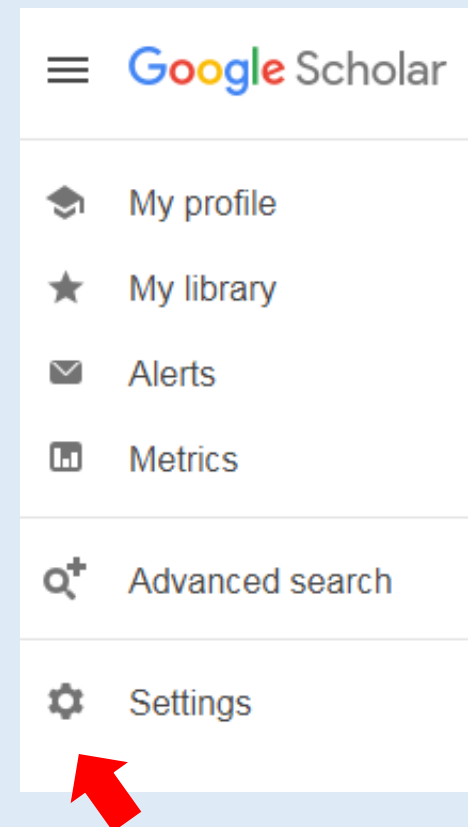 Google Scholar
My profile
My library
Alerts
Metrics
Advanced search
Settings